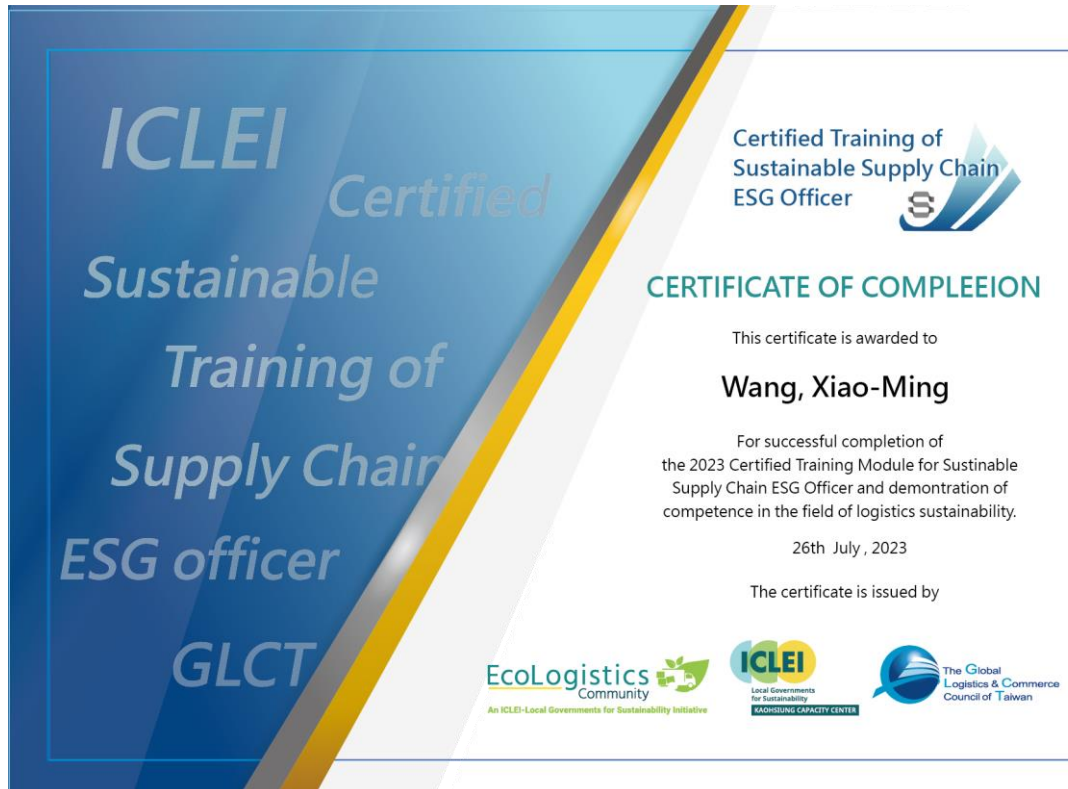 ICLEI
Certified
Sustainable
Training of
Supply Chain
ESG officer
GLCT
Certified Training of
Sustainable Supply Chain
ESG Officer
S
CERTIFICATE OF COMPLEEION
This certificate is awarded to
Wang, Xiao-Ming
For successful completion of
the 2023 Certified Training Module for Sustinable
Supply Chain ESG Officer and demontration of
competence in the field of logistics sustainability.
26th July , 2023
The certificate is issued by
EcoLogistics
Community
An ICLEI-Local Governments for Sustainability Initiative
ICLEI
Local Governments
for Sustainability
KAOHSIUNG CAPACITY CENTER
The Global
Logistics & Commerce
Council of Taiwan